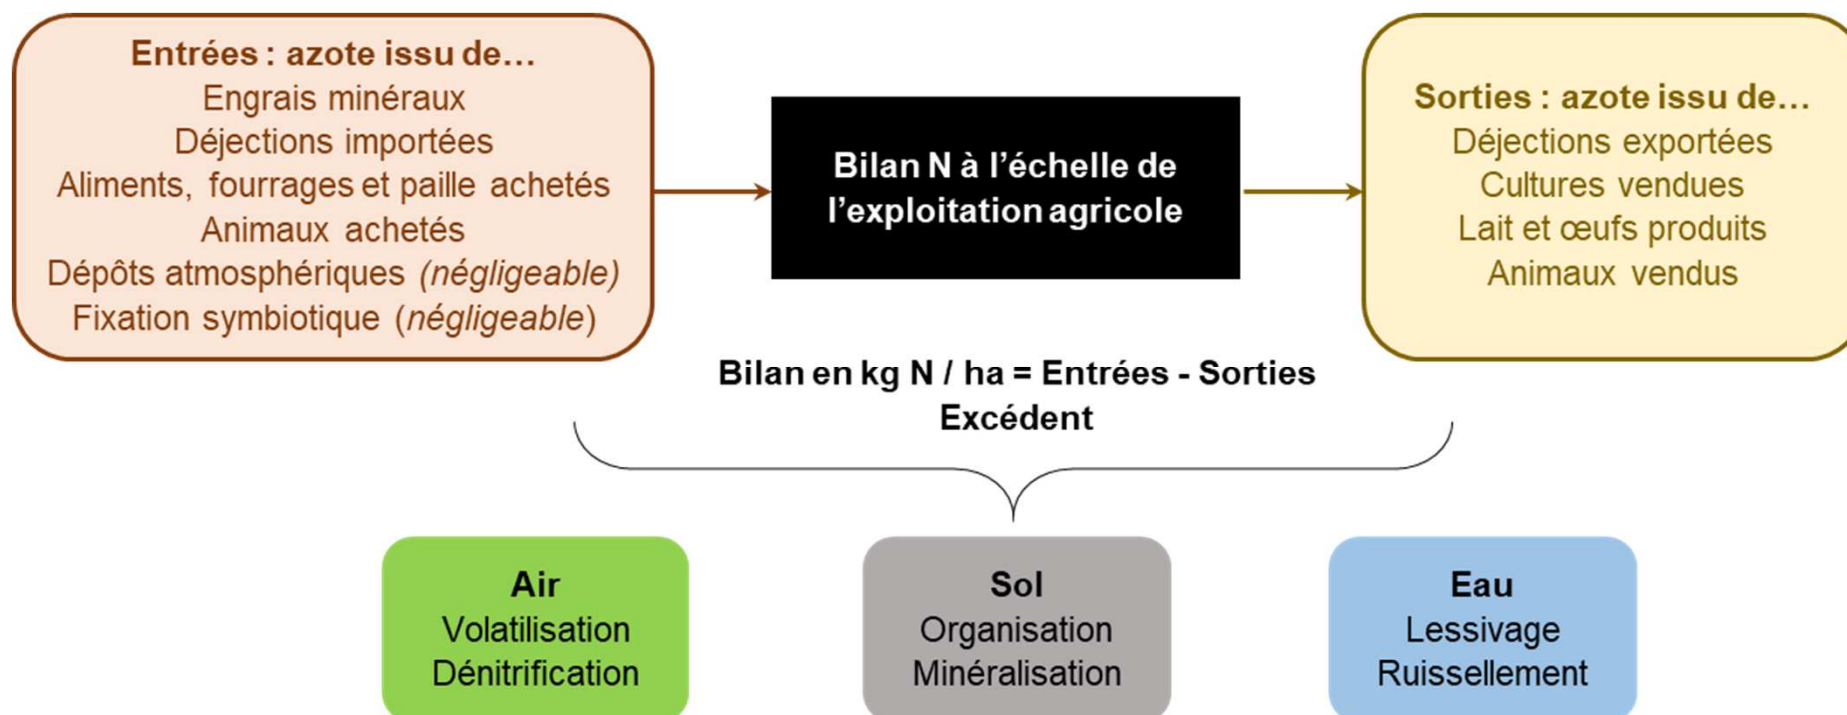 Entrées : azote issu de…
Engrais minéraux
Déjections importées
Aliments, fourrages et paille achetés
Animaux achetés
Dépôts atmosphériques (négligeable)
Fixation symbiotique (négligeable)
Bilan N à l’échelle de
l’exploitation agricole
Sorties : azote issu de…
Déjections exportées
Cultures vendues
Lait et œufs produits
Animaux vendus
Bilan en kg N / ha = Entrées - Sorties
Excédent
Air
Volatilisation
Dénitrification
Sol
Organisation
Minéralisation
Eau
Lessivage
Ruissellement